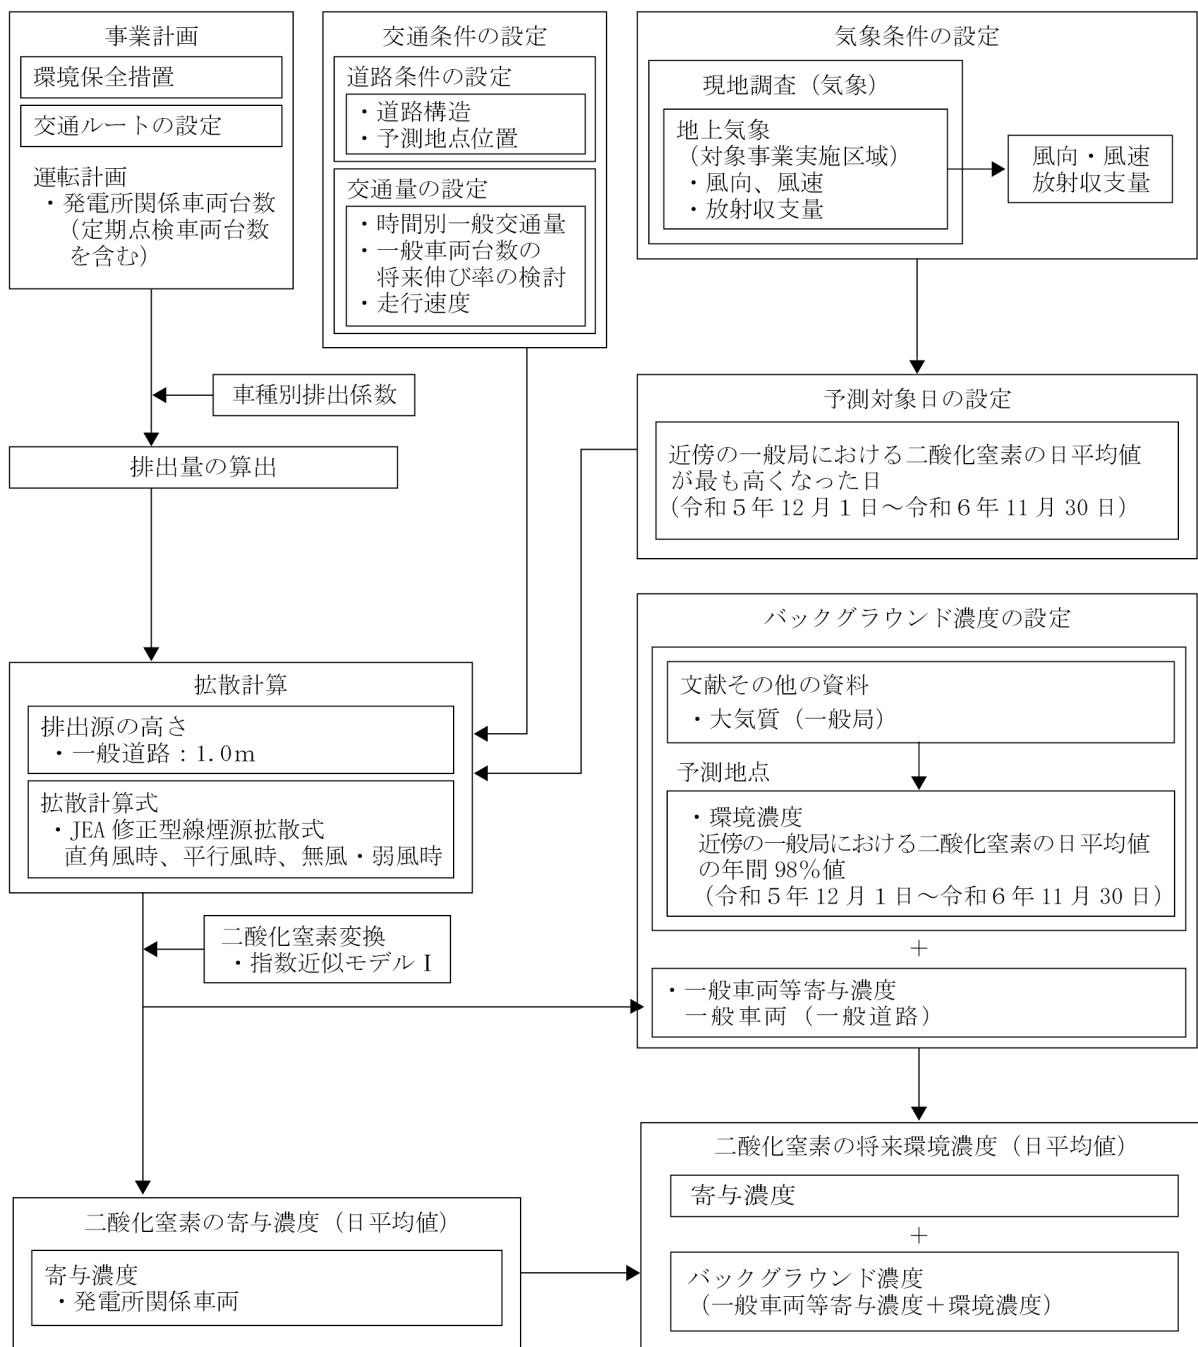 事業計画
環境保全措置
交通ルートの設定
運転計画
・発電所関係車両台数
（定期点検車両台数
を含む）
交通条件の設定
道路条件の設定
・道路構造
・予測地点位置
交通量の設定
・時間別一般交通量
・一般車両台数の
将来伸び率の検討
・走行速度
気象条件の設定
現地調査（気象）
地上気象
（対象事業実施区域）
・風向、風速
・放射収支量
風向・風速
放射収支量
車種別排出係数
排出量の算出
予測対象日の設定
近傍の一般局における二酸化窒素の日平均値
が最も高くなった日
（令和５年 12 月１日～令和６年 11 月 30 日）
拡散計算
排出源の高さ
・一般道路：1.0ｍ
拡散計算式
・JEA 修正型線煙源拡散式
直角風時、平行風時、無風・弱風時
バックグラウンド濃度の設定
文献その他の資料
・大気質（一般局）
予測地点
・環境濃度
近傍の一般局における二酸化窒素の日平均値
の年間 98％値
（令和５年 12 月１日～令和６年 11 月 30 日）
＋
・一般車両等寄与濃度
一般車両（一般道路）
二酸化窒素変換
・指数近似モデルⅠ
二酸化窒素の寄与濃度（日平均値）
寄与濃度
・発電所関係車両
二酸化窒素の将来環境濃度（日平均値）
寄与濃度
＋
バックグラウンド濃度
（一般車両等寄与濃度＋環境濃度）